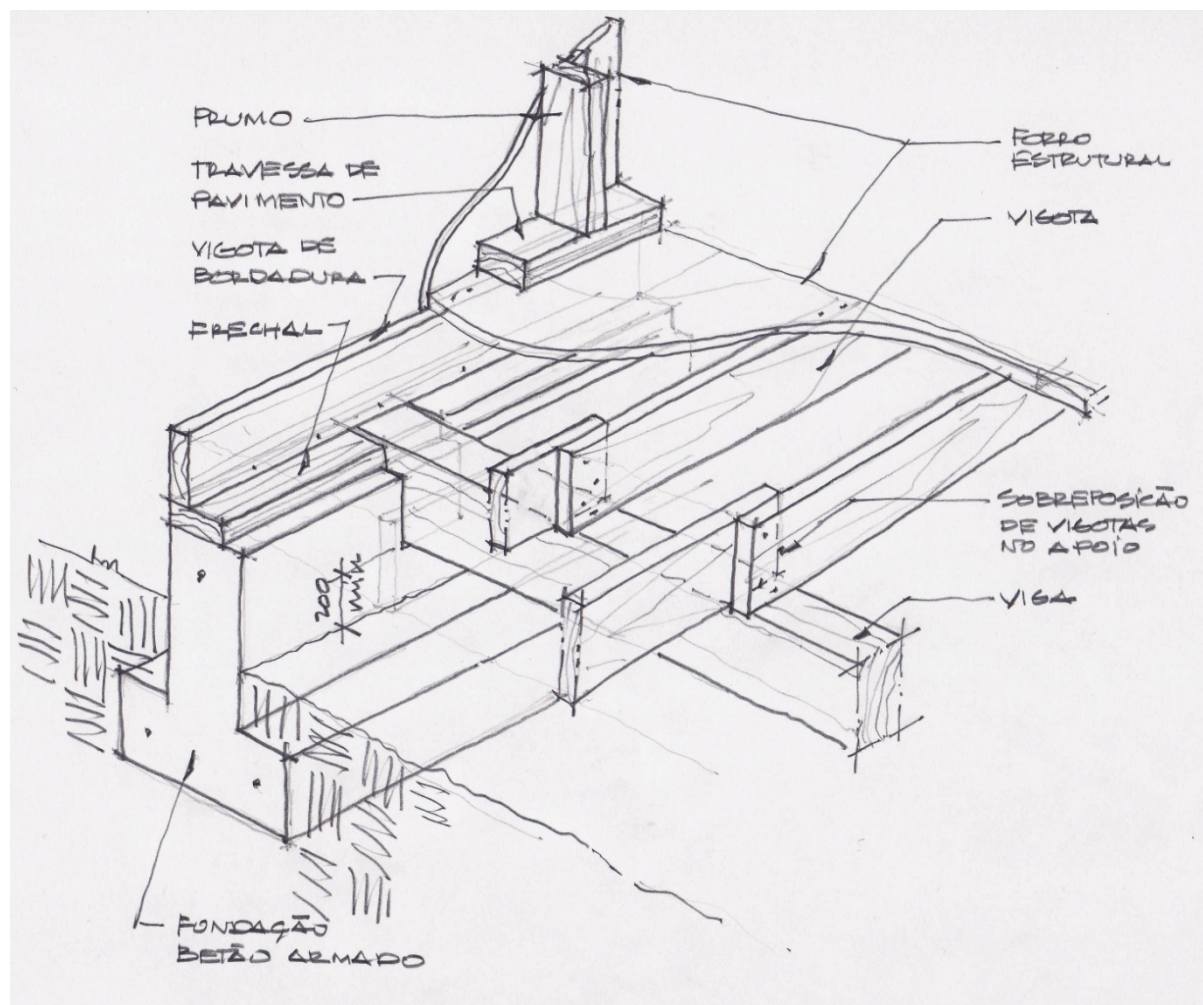 PRUMO
TRAVESSA DE
PAVIMENTO
VIGOTA DE
BORDADURA
FRECHAL
FORRO
ESTRUTURAL
VIGOTA
SOBREPOSIÇÃO
DE VIGOTAS
NO APOIO
VIGA
200
MIN
FUNDAÇÃO
BETÃO ARMADO